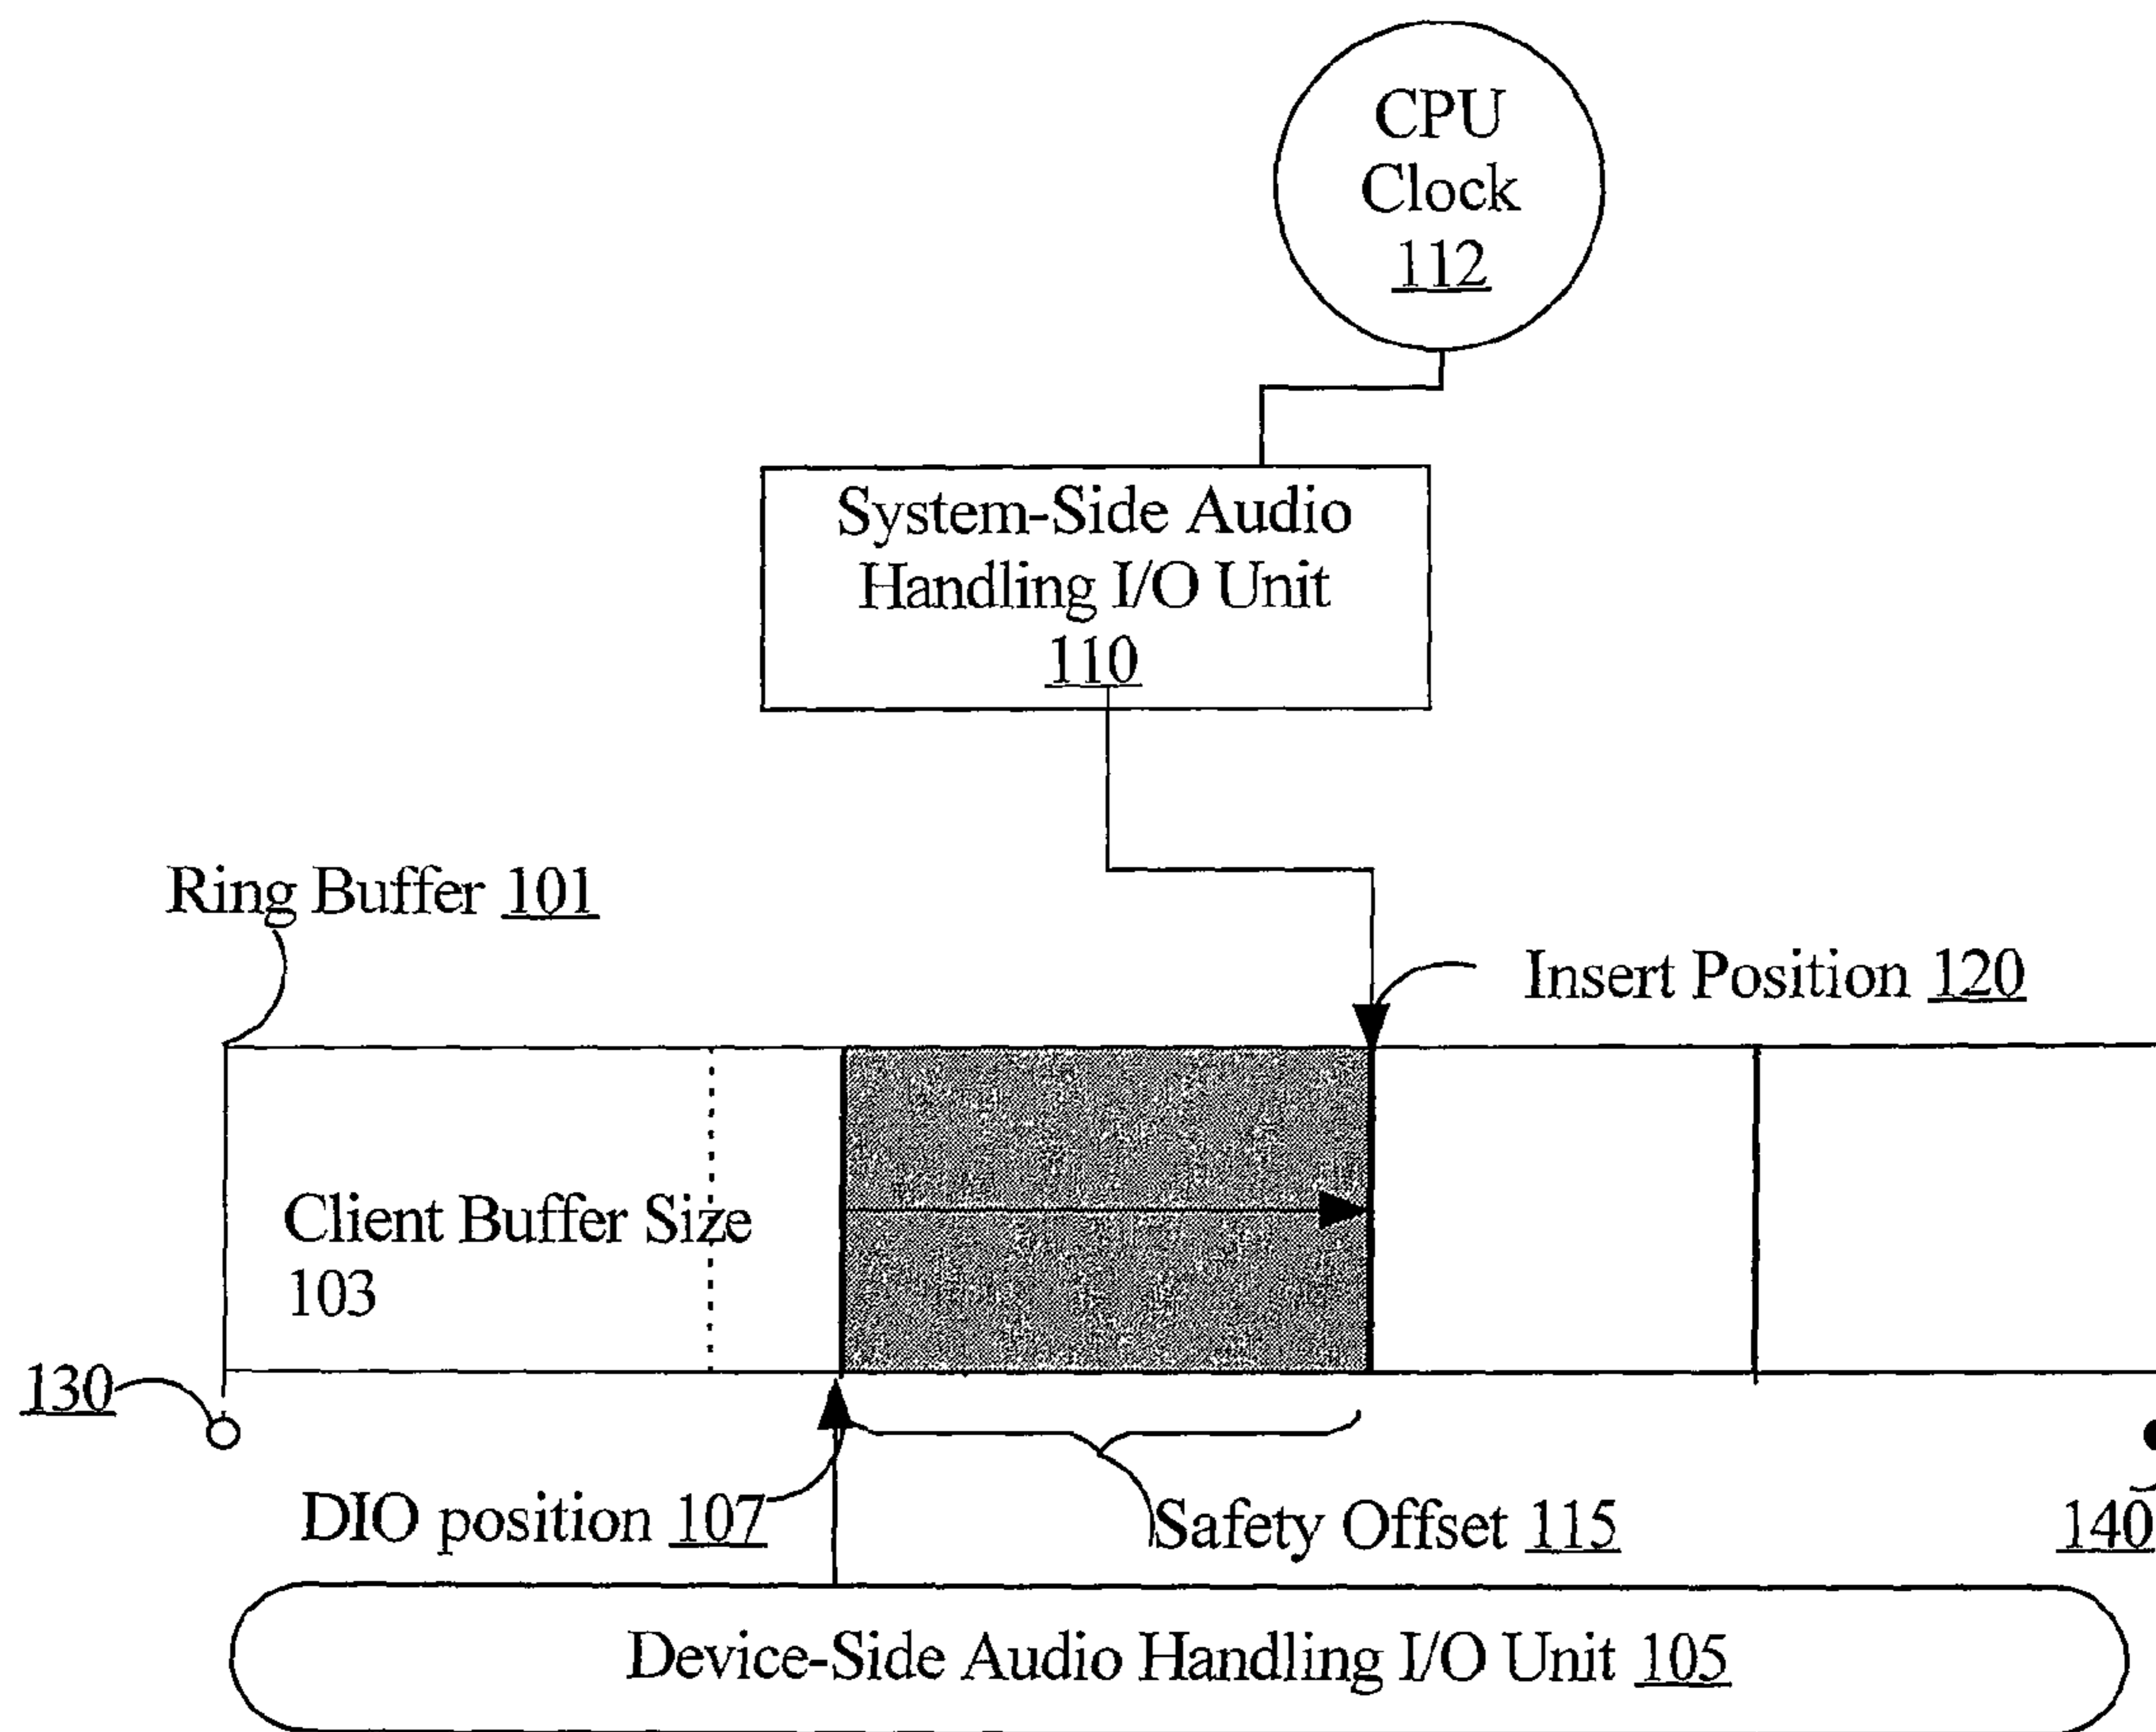 CPU
Clock
112
System-Side Audio
Handling I/O Unit
110
Ring Buffer 101
Insert Position 120
Client Buffer Size
103
130
DIO position 107
Safety Offset 115
140
Device-Side Audio Handling I/O Unit 105